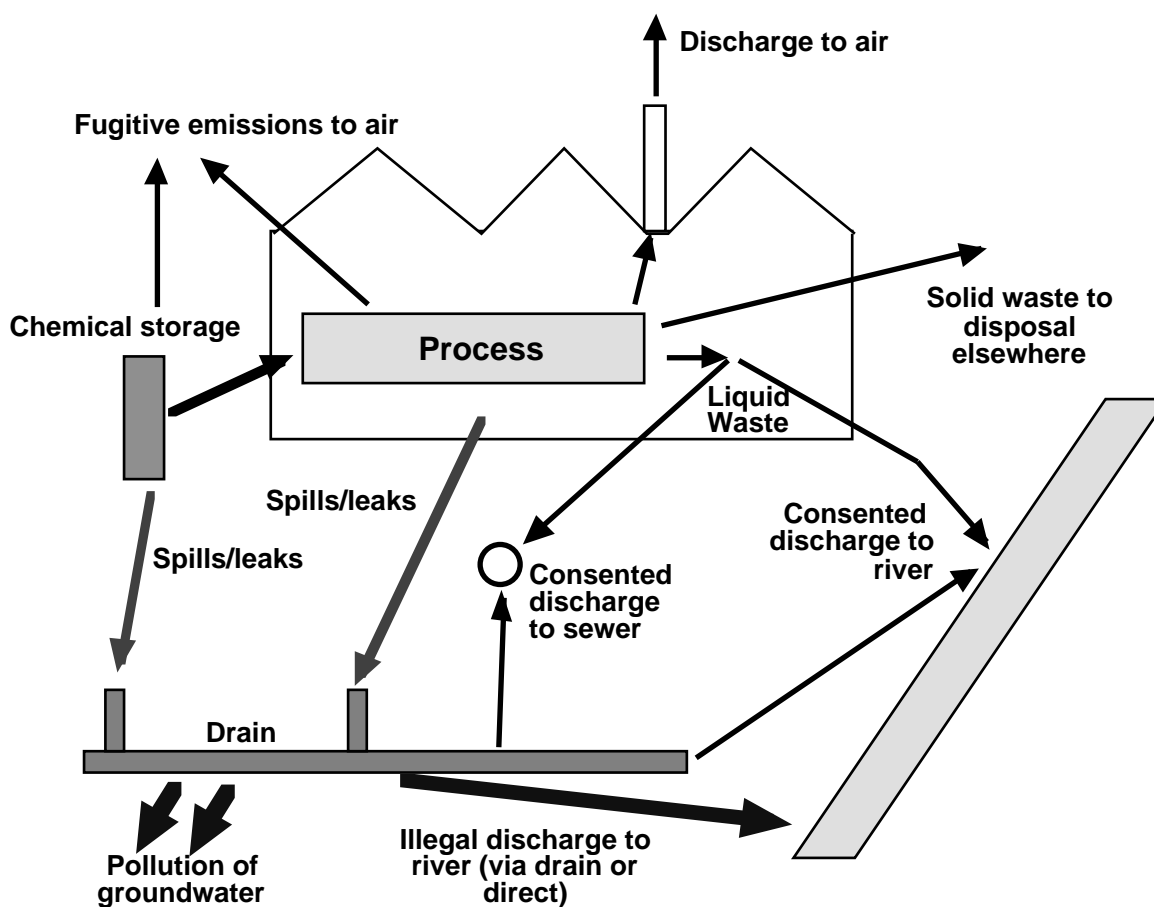 Discharge to air
Fugitive emissions to air
Chemical storage
Process
Solid waste to
disposal
elsewhere
Liquid
Waste
Spills/leaks
Spills/leaks
Consented
discharge to
river
Consented
discharge
to sewer
Drain
Pollution of
groundwater
Illegal discharge to
river (via drain or
direct)